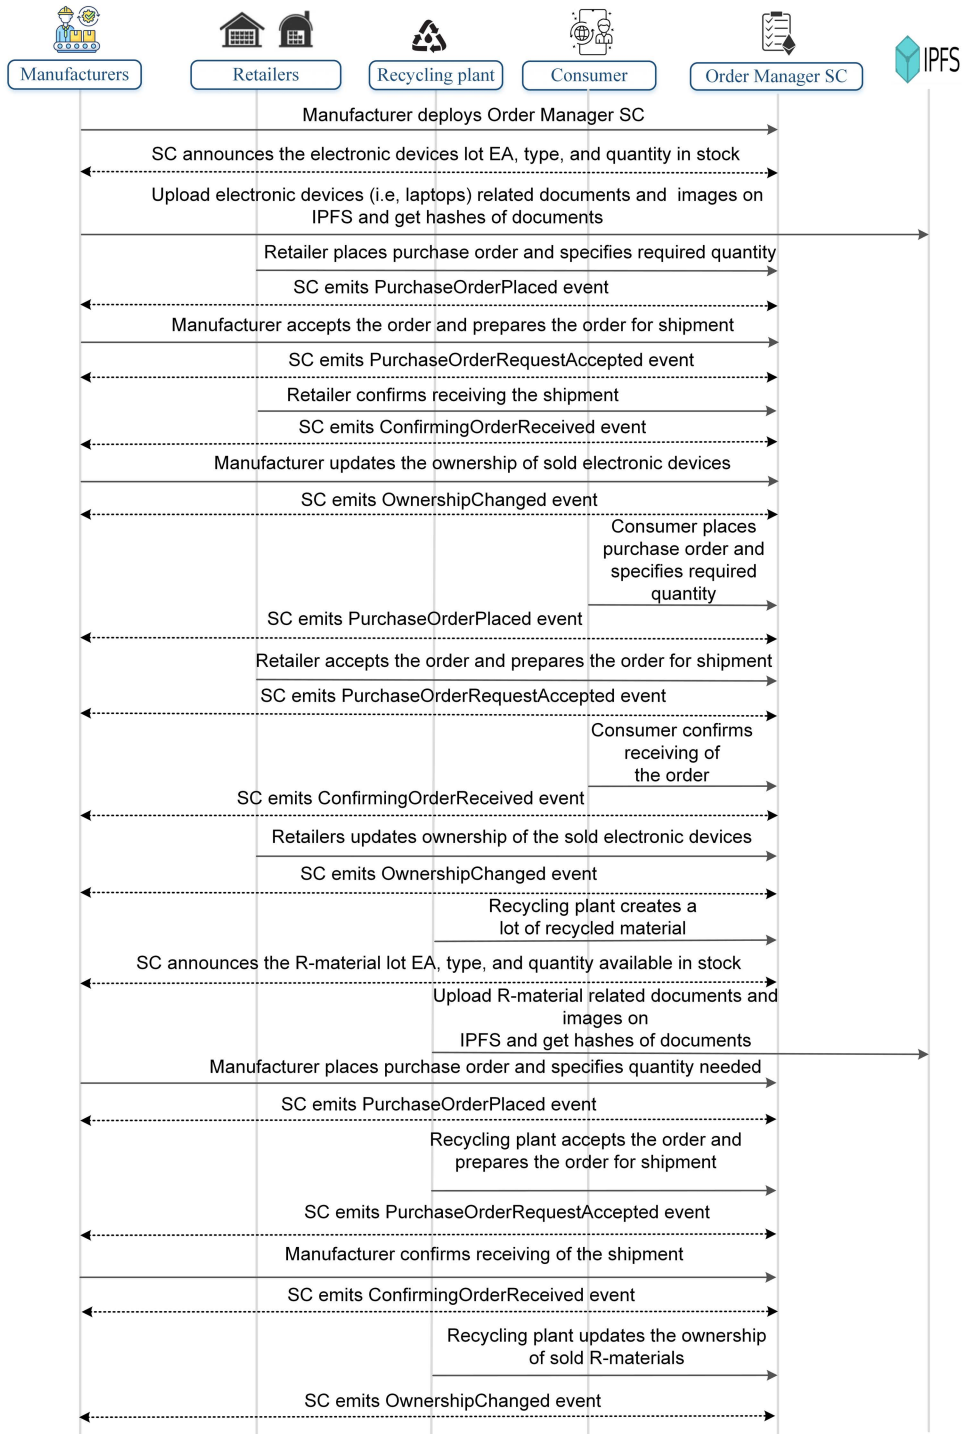 Manufacturers
Retailers
Recycling plant
Consumer
Order Manager SC
IPFS
Manufacturer deploys Order Manager SC
SC announces the electronic devices lot EA, type, and quantity in stock
Upload electronic devices (i.e, laptops) related documents and images on
IPFS and get hashes of documents
Retailer places purchase order and specifies required quantity
SC emits PurchaseOrderPlaced event
Manufacturer accepts the order and prepares the order for shipment
SC emits PurchaseOrderRequestAccepted event
Retailer confirms receiving the shipment
SC emits ConfirmingOrderReceived event
Manufacturer updates the ownership of sold electronic devices
SC emits OwnershipChanged event
Consumer places
purchase order and
specifies required
quantity
SC emits PurchaseOrderPlaced event
Retailer accepts the order and prepares the order for shipment
SC emits PurchaseOrderRequestAccepted event
Consumer confirms
receiving of
the order
SC emits ConfirmingOrderReceived event
Retailers updates ownership of the sold electronic devices
SC emits OwnershipChanged event
Recycling plant creates a
lot of recycled material
SC announces the R-material lot EA, type, and quantity available in stock
Upload R-material related documents and
images on
IPFS and get hashes of documents
Manufacturer places purchase order and specifies quantity needed
SC emits PurchaseOrderPlaced event
Recycling plant accepts the order and
prepares the order for shipment
SC emits PurchaseOrderRequestAccepted event
Manufacturer confirms receiving of the shipment
SC emits ConfirmingOrderReceived event
Recycling plant updates the ownership
of sold R-materials
SC emits OwnershipChanged event